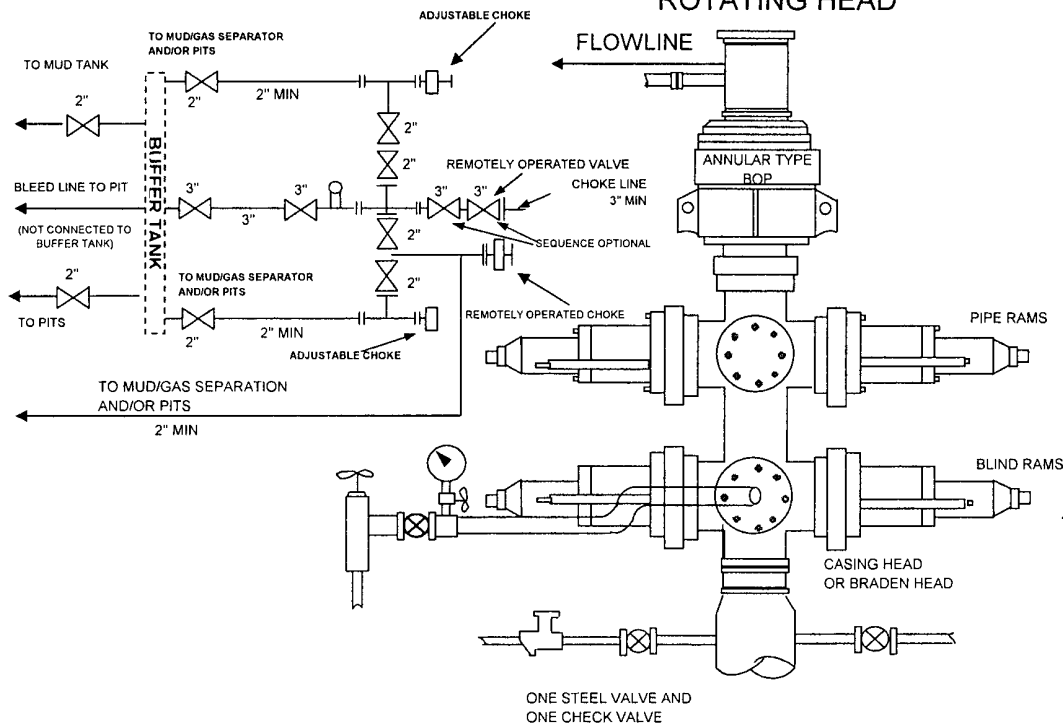 ROTATING HEAD
ADJUSTABLE CHOKE
TO MUD/GAS SEPARATOR
AND/OR PITS
FLOWLINE
TO MUD TANK
2"
2"
2" MIN
2"
2"
BUFFER TANK
ANNULAR TYPE
BOP
REMOTELY OPERATED VALVE
CHOKE LINE
3" MIN
BLEED LINE TO PIT
3"
3"
3"
3"
3"
(NOT CONNECTED TO
BUFFER TANK)
2"
SEQUENCE OPTIONAL
2"
TO MUD/GAS SEPARATOR
AND/OR PITS
2"
TO PITS
2"
2" MIN
REMOTELY OPERATED CHOKE
ADJUSTABLE CHOKE
PIPE RAMS
TO MUD/GAS SEPARATION
AND/OR PITS
2" MIN
BLIND RAMS
CASING HEAD
OR BRADEN HEAD
ONE STEEL VALVE AND
ONE CHECK VALVE